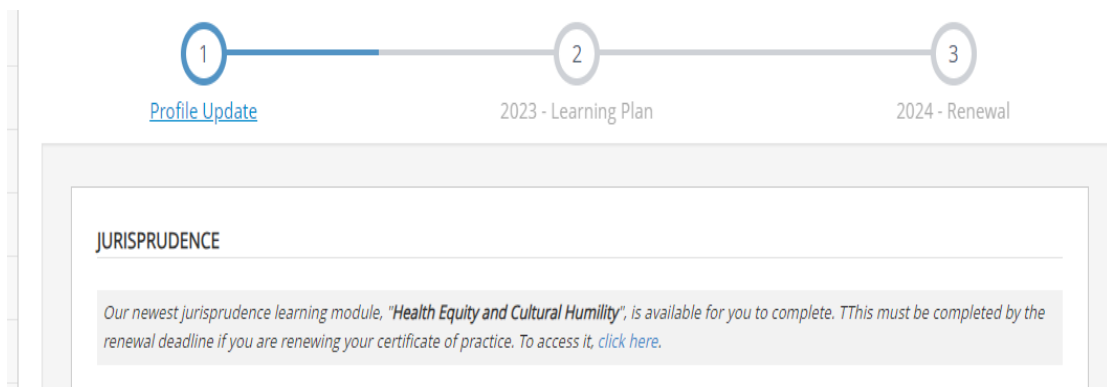 1
2
3
Profile Update
2023 - Learning Plan
2024 - Renewal
JURISPRUDENCE
Our newest jurisprudence learning module, "Health Equity and Cultural Humility", is available for you to complete. TThis must be completed by the
renewal deadline if you are renewing your certificate of practice. To access it, click here.